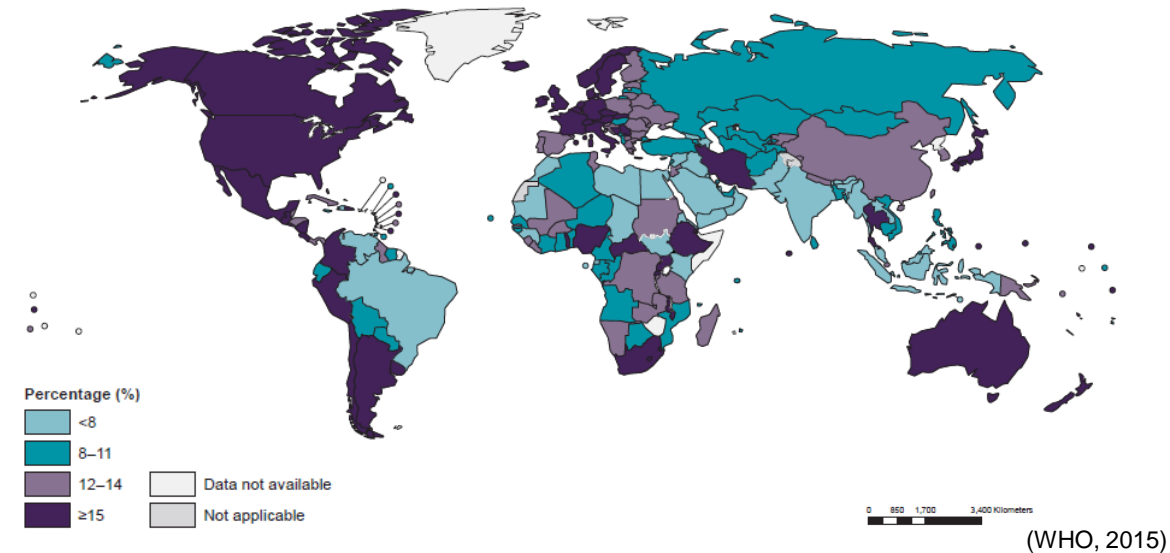 Percentage (%)
<8
8–11
12–14 Data not available
≥15 Not applicable
0 850 1,700 3,400 Kilometers
(WHO, 2015)